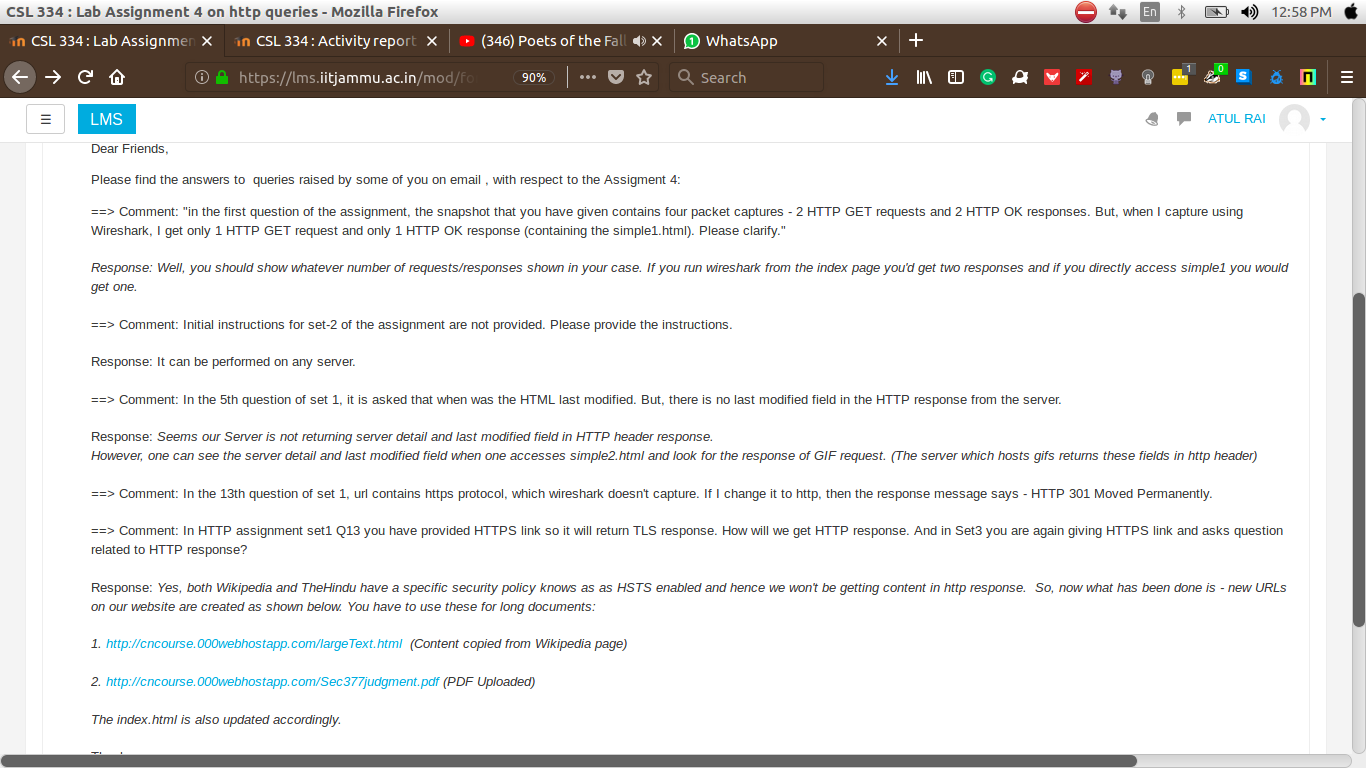 CSL 334 : Lab Assignment 4 on http queries - Mozilla Firefox
En
12:58 PM
CSL 334 : Lab Assignmen
CSL 334 : Activity report
(346) Poets of the Fall
1
WhatsApp
https://lms.iitjammu.ac.in/mod/fo
90%
Search
1
0
LMS
ATUL RAI
Dear Friends,
Please find the answers to  queries raised by some of you on email , with respect to the Assigment 4:
==> Comment: "in the first question of the assignment, the snapshot that you have given contains four packet captures - 2 HTTP GET requests and 2 HTTP OK responses. But, when I capture using
Wireshark, I get only 1 HTTP GET request and only 1 HTTP OK response (containing the simple1.html). Please clarify."
Response: Well, you should show whatever number of requests/responses shown in your case. If you run wireshark from the index page you'd get two responses and if you directly access simple1 you would
get one.
==> Comment: Initial instructions for set-2 of the assignment are not provided. Please provide the instructions.
Response: It can be performed on any server.
==> Comment: In the 5th question of set 1, it is asked that when was the HTML last modified. But, there is no last modified field in the HTTP response from the server.
Response: Seems our Server is not returning server detail and last modified field in HTTP header response.
However, one can see the server detail and last modified field when one accesses simple2.html and look for the response of GIF request. (The server which hosts gifs returns these fields in http header)
==> Comment: In the 13th question of set 1, url contains https protocol, which wireshark doesn't capture. If I change it to http, then the response message says - HTTP 301 Moved Permanently.
==> Comment: In HTTP assignment set1 Q13 you have provided HTTPS link so it will return TLS response. How will we get HTTP response. And in Set3 you are again giving HTTPS link and asks question
related to HTTP response?
Response: Yes, both Wikipedia and TheHindu have a specific security policy knows as as HSTS enabled and hence we won't be getting content in http response.  So, now what has been done is - new URLs
on our website are created as shown below. You have to use these for long documents:
1. http://cncourse.000webhostapp.com/largeText.html  (Content copied from Wikipedia page)
2. http://cncourse.000webhostapp.com/Sec377judgment.pdf (PDF Uploaded)
The index.html is also updated accordingly.